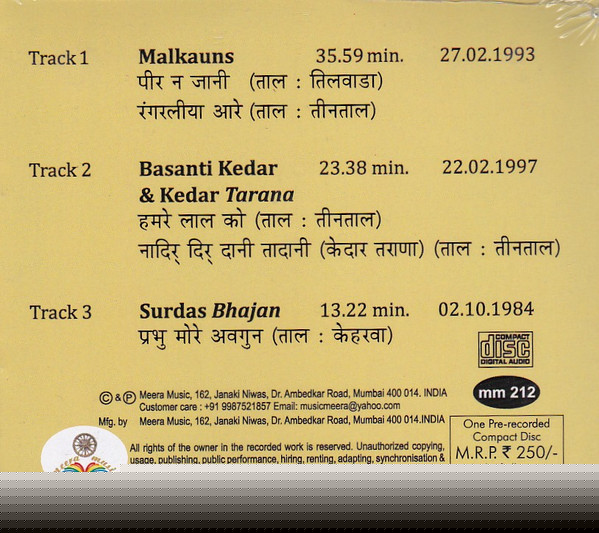 Track 1 Malkauns 35.59 min. 27.02.1993
पीर न जानी (ताल : तिलवाडा)
रंगरलीया आरे (ताल : तीनताल)
Track 2 Basanti Kedar 23.38 min. 22.02.1997
& Kedar Tarana
हमरे लाल को (ताल : तीनताल)
नादिर् दिर् दानी तादानी (केदार तराणा) (ताल : तीनताल)
Track 3 Surdas Bhajan 13.22 min. 02.10.1984
प्रभु मोरे अवगुन (ताल : केहरवा)
COMPACT
disc
DIGITAL AUDIO
© & ℗ Meera Music, 162, Janaki Niwas, Dr. Ambedkar Road, Mumbai 400 014. INDIA
Customer care : +91 9987521857 Email: musicmeera@yahoo.com
mm 212
Mfg. by Meera Music, 162, Janaki Niwas, Dr. Ambedkar Road, Mumbai 400 014.INDIA
One Pre-recorded
Compact Disc
M.R.P. ₹ 250/-
All rights of the owner in the recorded work is reserved. Unauthorized copying,
usage, publishing, public performance, hiring, renting, adapting, synchronisation &